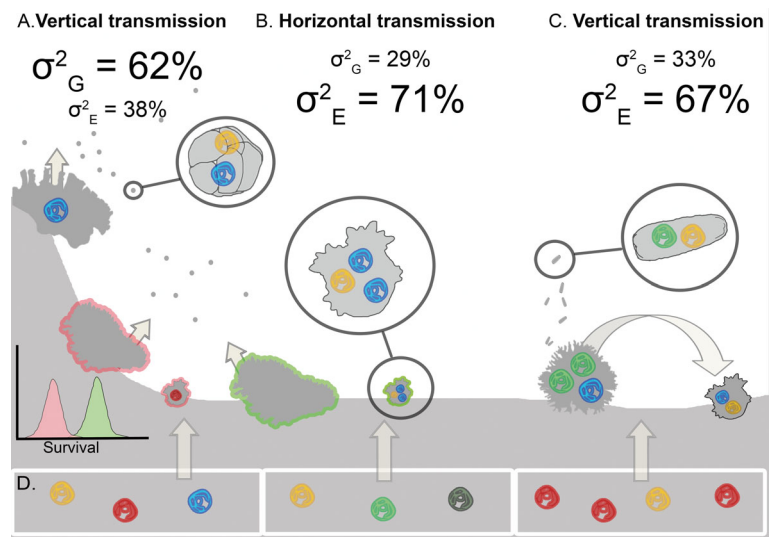 A.Vertical transmission
σ²G = 62%
σ²E = 38%
B. Horizontal transmission
σ²G = 29%
σ²E = 71%
C. Vertical transmission
σ²G = 33%
σ²E = 67%
Survival
D.